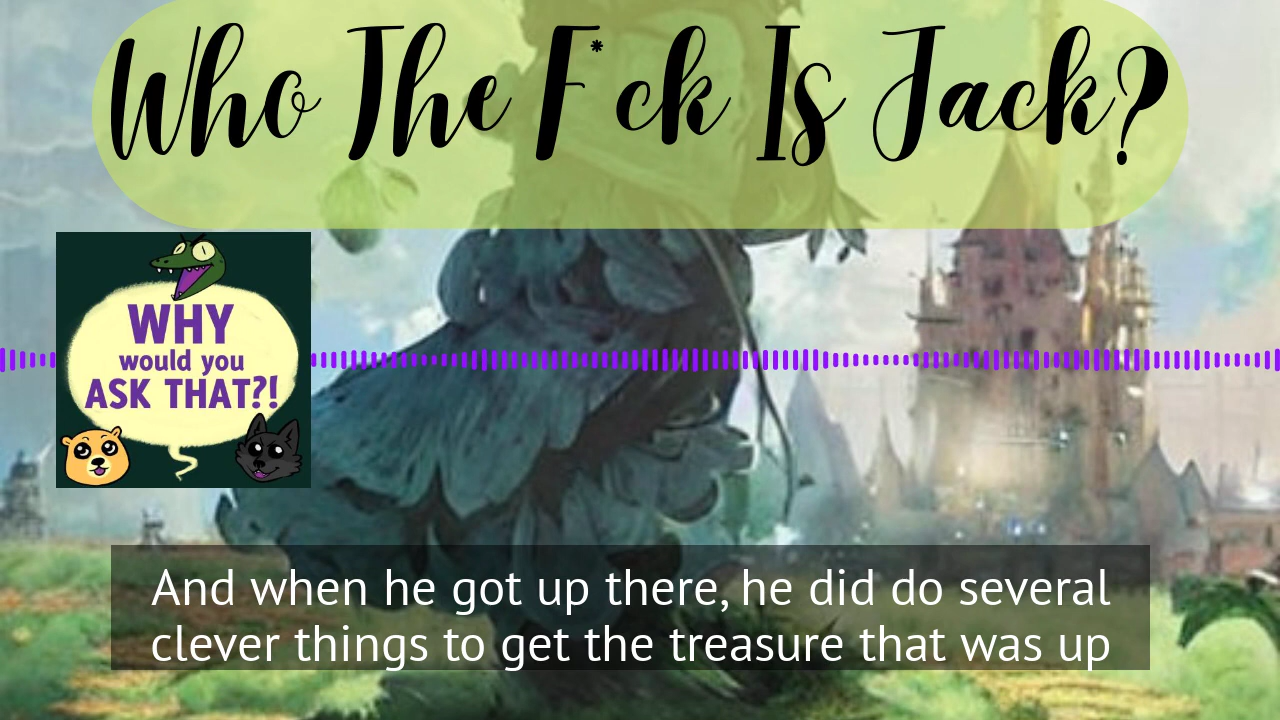 Who The F*ck Is Jack?
WHY
would you
ASK THAT?!
And when he got up there, he did do several
clever things to get the treasure that was up